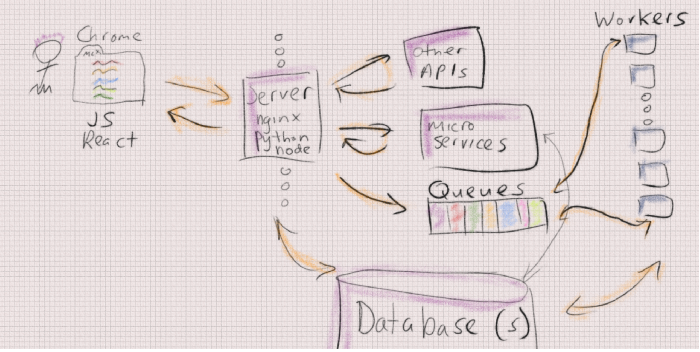 Chrome
JS
React
Server
nginx
Python
node
Other
APIs
Micro
Services
Queues
Workers
Database (s)